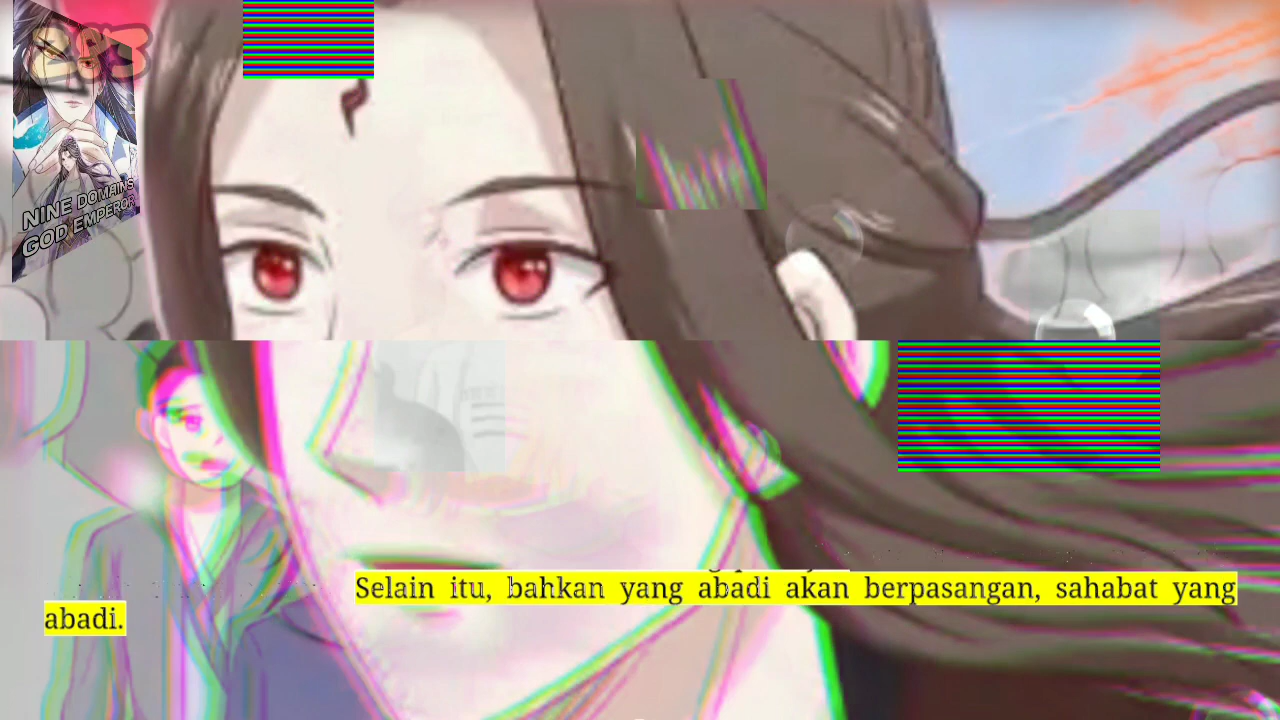 NINE DOMAINS
GOD EMPEROR
Selain itu, bahkan yang abadi akan berpasangan, sahabat yang
abadi.